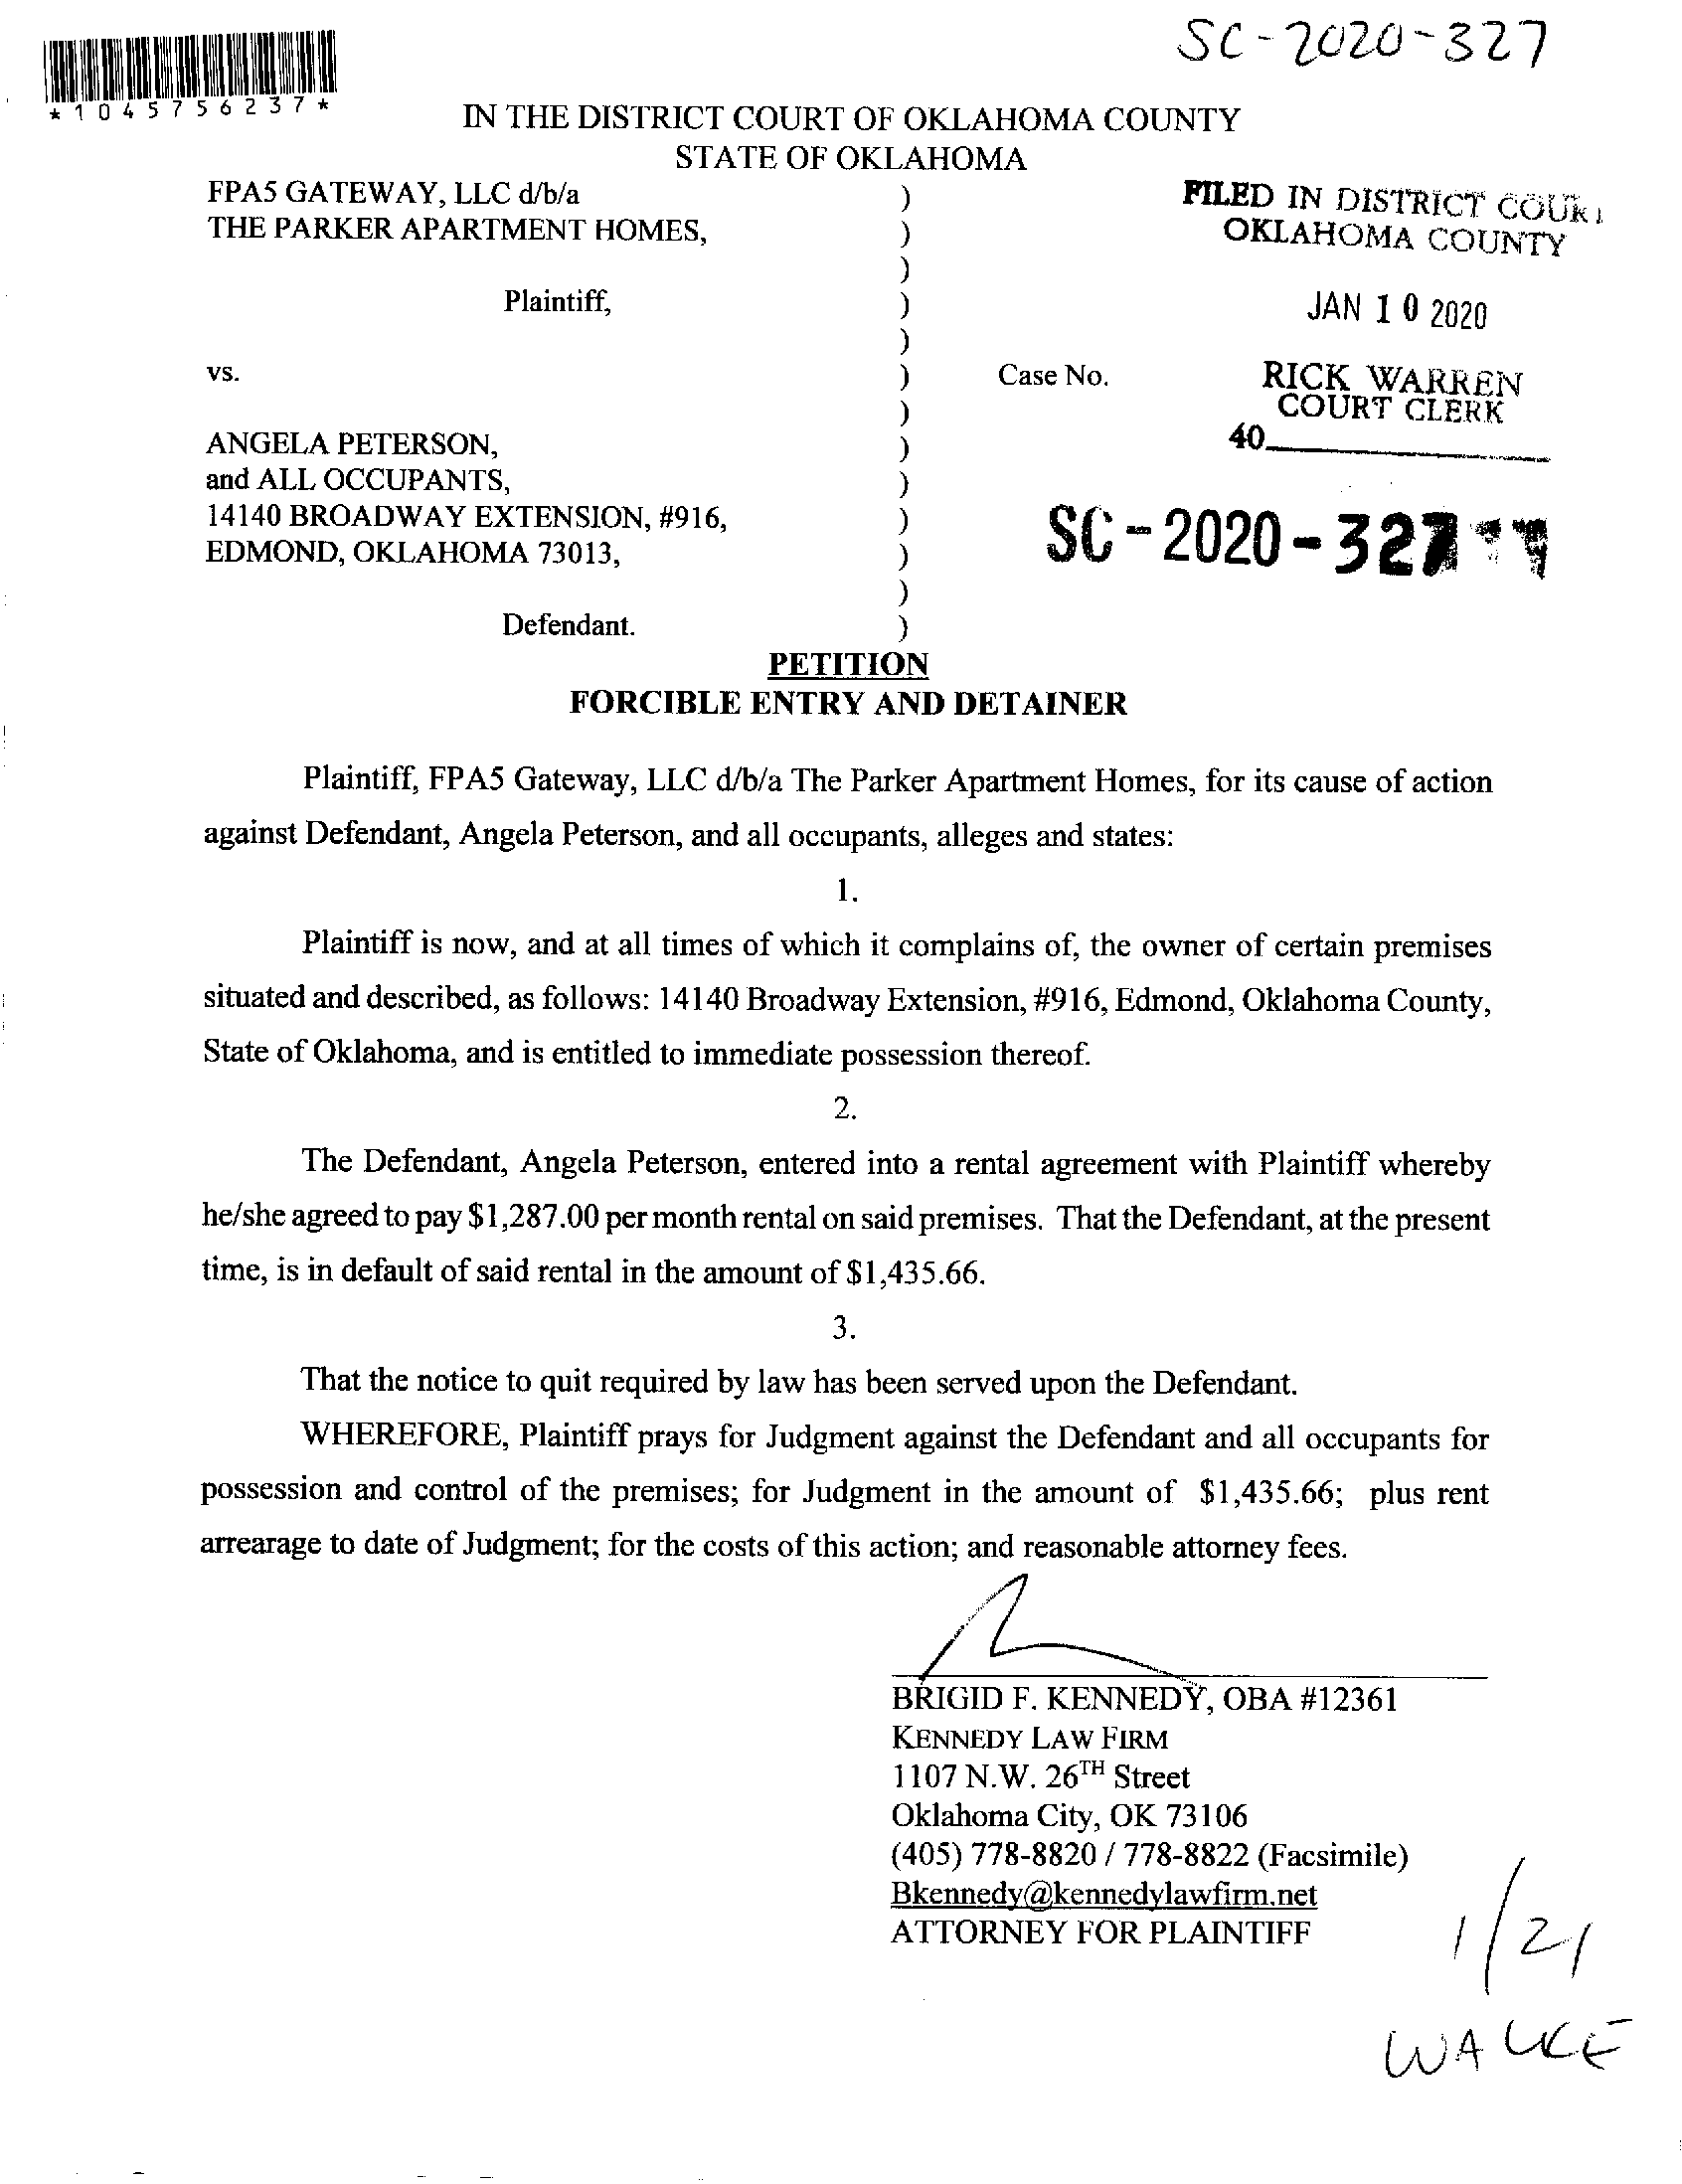 SC-2020-327
*1045756237*
IN THE DISTRICT COURT OF OKLAHOMA COUNTY
STATE OF OKLAHOMA
FPA5 GATEWAY, LLC d/b/a
THE PARKER APARTMENT HOMES,
Plaintiff,
vs.
ANGELA PETERSON,
and ALL OCCUPANTS,
14140 BROADWAY EXTENSION, #916,
EDMOND, OKLAHOMA 73013,
Defendant.
)
)
)
)
)
)
)
)
)
)
)
)
)
Case No.
FILED IN DISTRICT COURT
OKLAHOMA COUNTY
JAN 10 2020
RICK WARREN
COURT CLERK
40
SC-2020-327
PETITION
FORCIBLE ENTRY AND DETAINER
Plaintiff, FPA5 Gateway, LLC d/b/a The Parker Apartment Homes, for its cause of action
against Defendant, Angela Peterson, and all occupants, alleges and states:
1.
Plaintiff is now, and at all times of which it complains of, the owner of certain premises
situated and described, as follows: 14140 Broadway Extension, #916, Edmond, Oklahoma County,
State of Oklahoma, and is entitled to immediate possession thereof.
2.
The Defendant, Angela Peterson, entered into a rental agreement with Plaintiff whereby
he/she agreed to pay $1,287.00 per month rental on said premises. That the Defendant, at the present
time, is in default of said rental in the amount of $1,435.66.
3.
That the notice to quit required by law has been served upon the Defendant.
WHEREFORE, Plaintiff prays for Judgment against the Defendant and all occupants for
possession and control of the premises; for Judgment in the amount of $1,435.66; plus rent
arrearage to date of Judgment; for the costs of this action; and reasonable attorney fees.
BRIGID F. KENNEDY, OBA #12361
KENNEDY LAW FIRM
1107 N.W. 26TH Street
Oklahoma City, OK 73106
(405) 778-8820 / 778-8822 (Facsimile)
Bkennedy@kennedylawfirm.net
ATTORNEY FOR PLAINTIFF
1/21